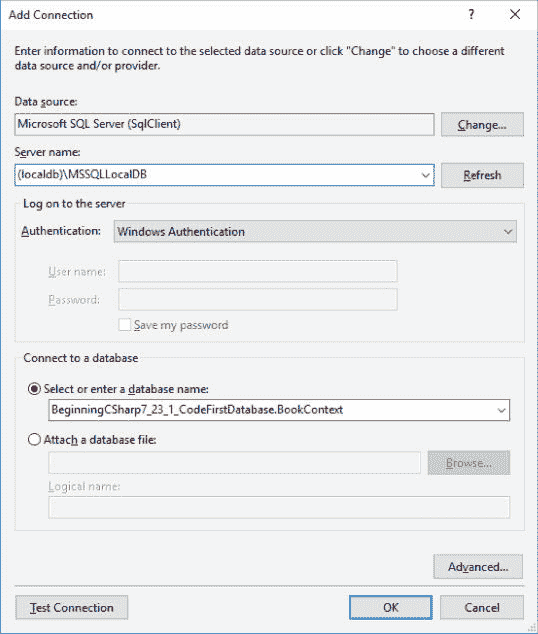 Add Connection
? ×
Enter information to connect to the selected data source or click "Change" to choose a different
data source and/or provider.
Data source:
Microsoft SQL Server (SqlClient)
Change...
Server name:
(localdb)\MSSQLLocalDB
Refresh
Log on to the server
Authentication:
Windows Authentication
User name:
Password:
Save my password
Connect to a database
Select or enter a database name:
BeginningCSharp7_23_1_CodeFirstDatabase.BookContext
Attach a database file:
Browse...
Logical name:
Advanced...
Test Connection
OK
Cancel